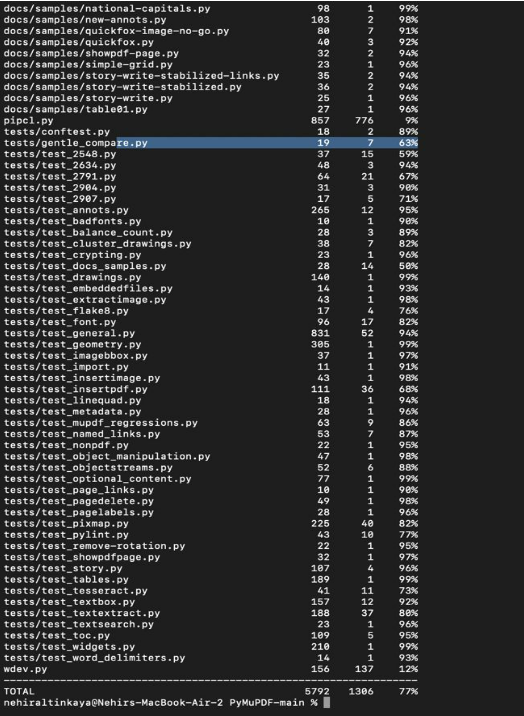 docs/samples/national-capitals.py 98 1 99%
docs/samples/new-annots.py 103 2 98%
docs/samples/quickfox-image-no-go.py 80 7 91%
docs/samples/quickfox.py 40 3 92%
docs/samples/showpdf-page.py 32 2 94%
docs/samples/simple-grid.py 23 1 96%
docs/samples/story-write-stabilized-links.py 35 2 94%
docs/samples/story-write-stabilized.py 36 2 94%
docs/samples/story-write.py 25 1 96%
docs/samples/table01.py 27 1 96%
pipcl.py 857 776 9%
tests/conftest.py 18 2 89%
tests/gentle_compare.py 19 7 63%
tests/test_2548.py 37 15 59%
tests/test_2634.py 48 3 94%
tests/test_2791.py 64 21 67%
tests/test_2904.py 31 3 90%
tests/test_2907.py 17 5 71%
tests/test_annots.py 265 12 95%
tests/test_badfonts.py 10 1 90%
tests/test_balance_count.py 28 3 89%
tests/test_cluster_drawings.py 38 7 82%
tests/test_crypting.py 23 1 96%
tests/test_docs_samples.py 28 14 50%
tests/test_drawings.py 140 1 99%
tests/test_embeddedfiles.py 14 1 93%
tests/test_extractimage.py 43 1 98%
tests/test_flake8.py 17 4 76%
tests/test_font.py 96 17 82%
tests/test_general.py 831 52 94%
tests/test_geometry.py 305 1 99%
tests/test_imagebbox.py 37 1 97%
tests/test_import.py 11 1 91%
tests/test_insertimage.py 43 1 98%
tests/test_insertpdf.py 111 36 68%
tests/test_linequad.py 18 1 94%
tests/test_metadata.py 28 1 96%
tests/test_mupdf_regressions.py 63 9 86%
tests/test_named_links.py 53 7 87%
tests/test_nonpdf.py 22 1 95%
tests/test_object_manipulation.py 47 1 98%
tests/test_objectstreams.py 52 6 88%
tests/test_optional_content.py 77 1 99%
tests/test_page_links.py 10 1 90%
tests/test_pagedelete.py 49 1 98%
tests/test_pagelabels.py 28 1 96%
tests/test_pixmap.py 225 40 82%
tests/test_pylint.py 43 10 77%
tests/test_remove-rotation.py 22 1 95%
tests/test_showpdfpage.py 32 1 97%
tests/test_story.py 107 4 96%
tests/test_tables.py 189 1 99%
tests/test_tesseract.py 41 11 73%
tests/test_textbox.py 157 12 92%
tests/test_textextract.py 188 37 80%
tests/test_textsearch.py 23 1 96%
tests/test_toc.py 109 5 95%
tests/test_widgets.py 210 1 99%
tests/test_word_delimiters.py 14 1 93%
wdev.py 156 137 12%
TOTAL 5792 1306 77%
nehiraltinkaya@Nehirs-MacBook-Air-2 PyMuPDF-main %